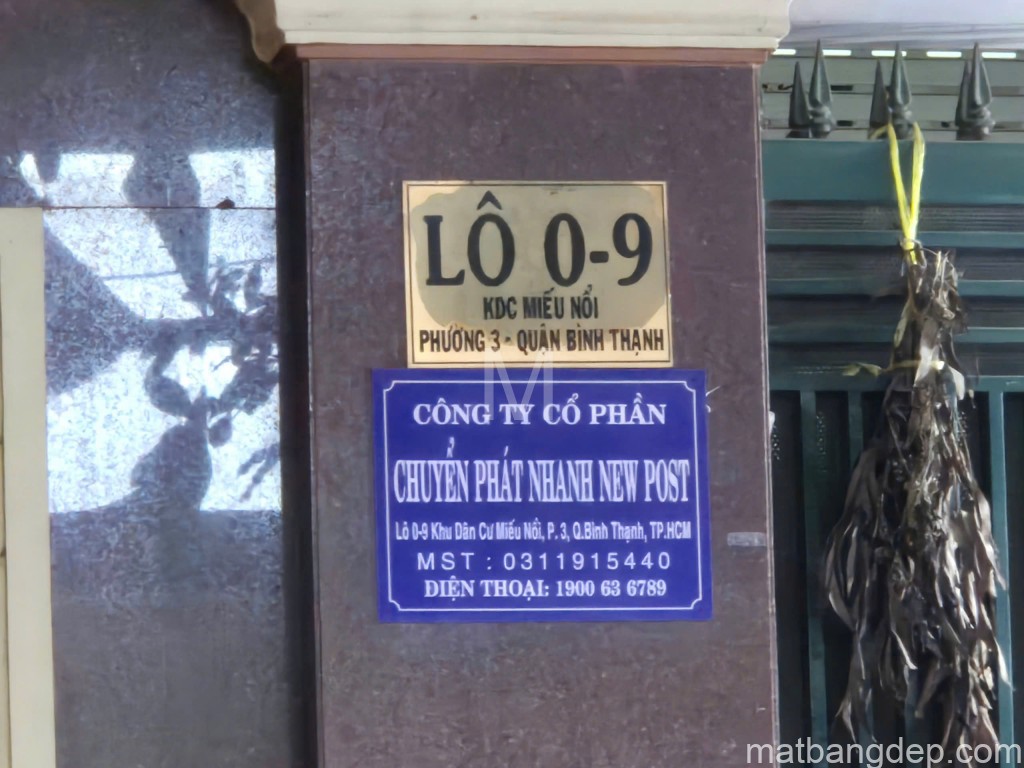 LÔ 0-9
KDC MIẾU NỔI
PHƯỜNG 3 - QUẬN BÌNH THẠNH
M
CÔNG TY CỔ PHẦN
CHUYỂN PHÁT NHANH NEW POST
Lô 0-9 Khu Dân Cư Miếu Nổi, P. 3, Q.Bình Thạnh, TP.HCM
MST : 0311915440
ĐIỆN THOẠI: 1900 63 6789
matbangdep.com